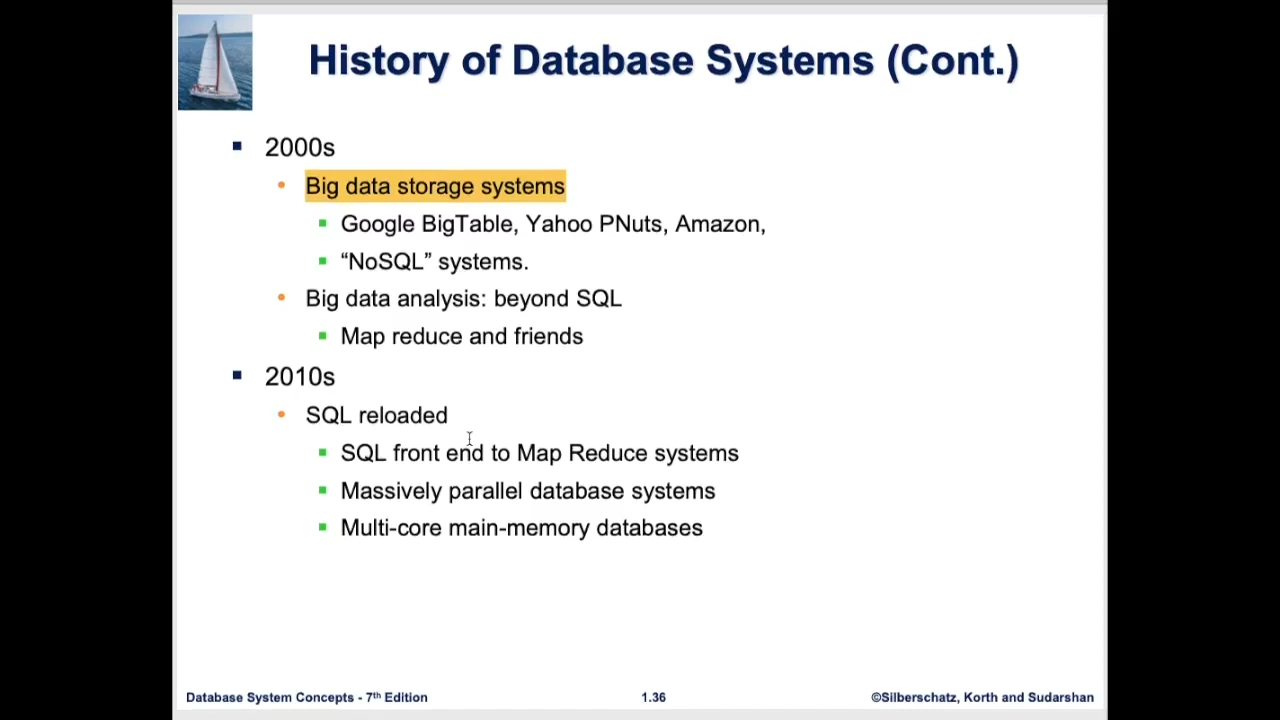 History of Database Systems (Cont.)
2000s
Big data storage systems
Google BigTable, Yahoo PNuts, Amazon,
“NoSQL” systems.
Big data analysis: beyond SQL
Map reduce and friends
2010s
SQL reloaded
SQL front end to Map Reduce systems
Massively parallel database systems
Multi-core main-memory databases
Database System Concepts - 7th Edition
1.36
©Silberschatz, Korth and Sudarshan